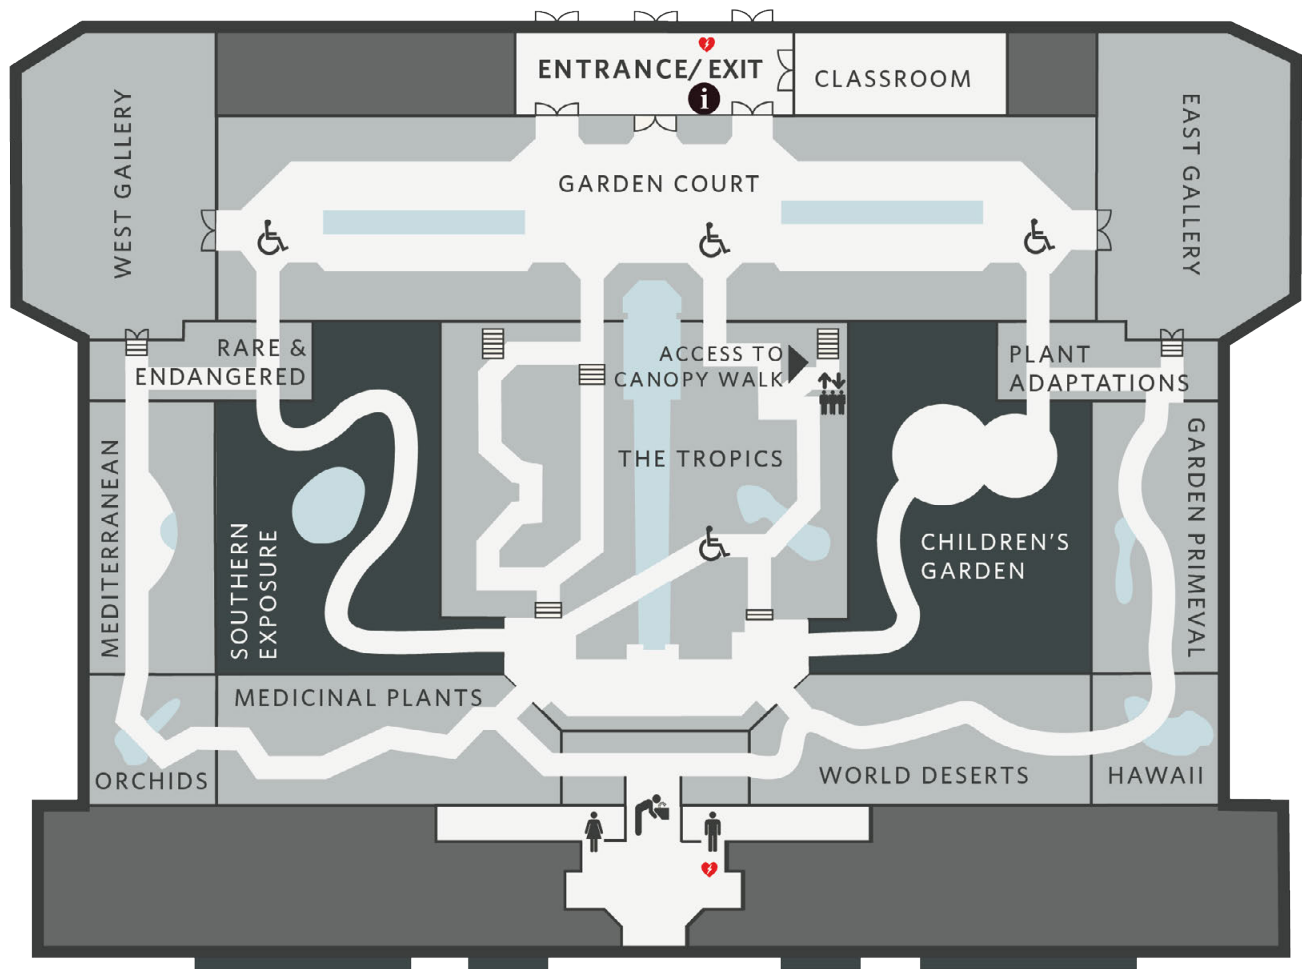 ENTRANCE/ EXIT
i
CLASSROOM
WEST GALLERY
EAST GALLERY
GARDEN COURT
RARE &
ENDANGERED
ACCESS TO
CANOPY WALK
PLANT
ADAPTATIONS
THE TROPICS
MEDITERRANEAN
SOUTHERN
EXPOSURE
CHILDREN'S
GARDEN
GARDEN PRIMEVAL
MEDICINAL PLANTS
ORCHIDS
WORLD DESERTS
HAWAII